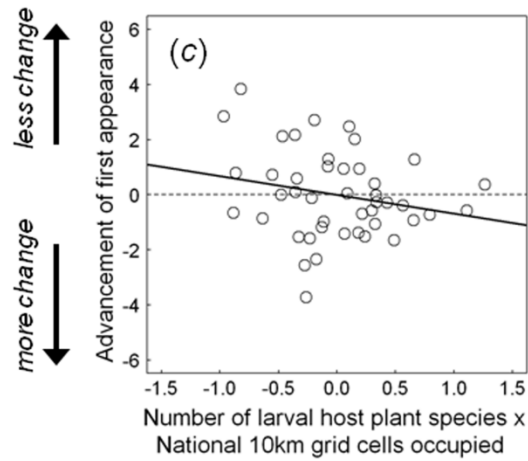 less change
more change
Advancement of first appearance
(c)
6
4
2
0
-2
-4
-6
-1.5 -1.0 -0.5 0.0 0.5 1.0 1.5
Number of larval host plant species x
National 10km grid cells occupied